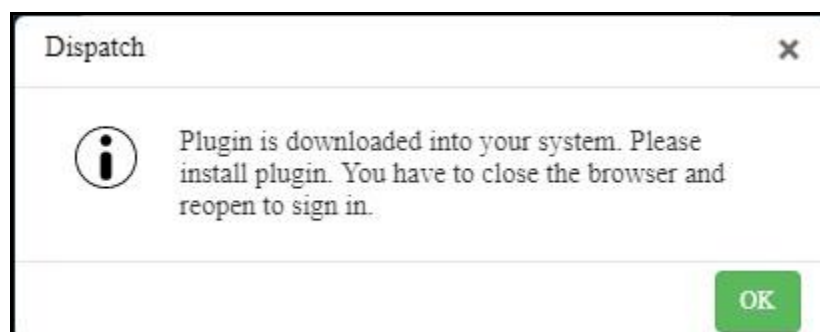 Dispatch
Plugin is downloaded into your system. Please
install plugin. You have to close the browser and
reopen to sign in.
OK